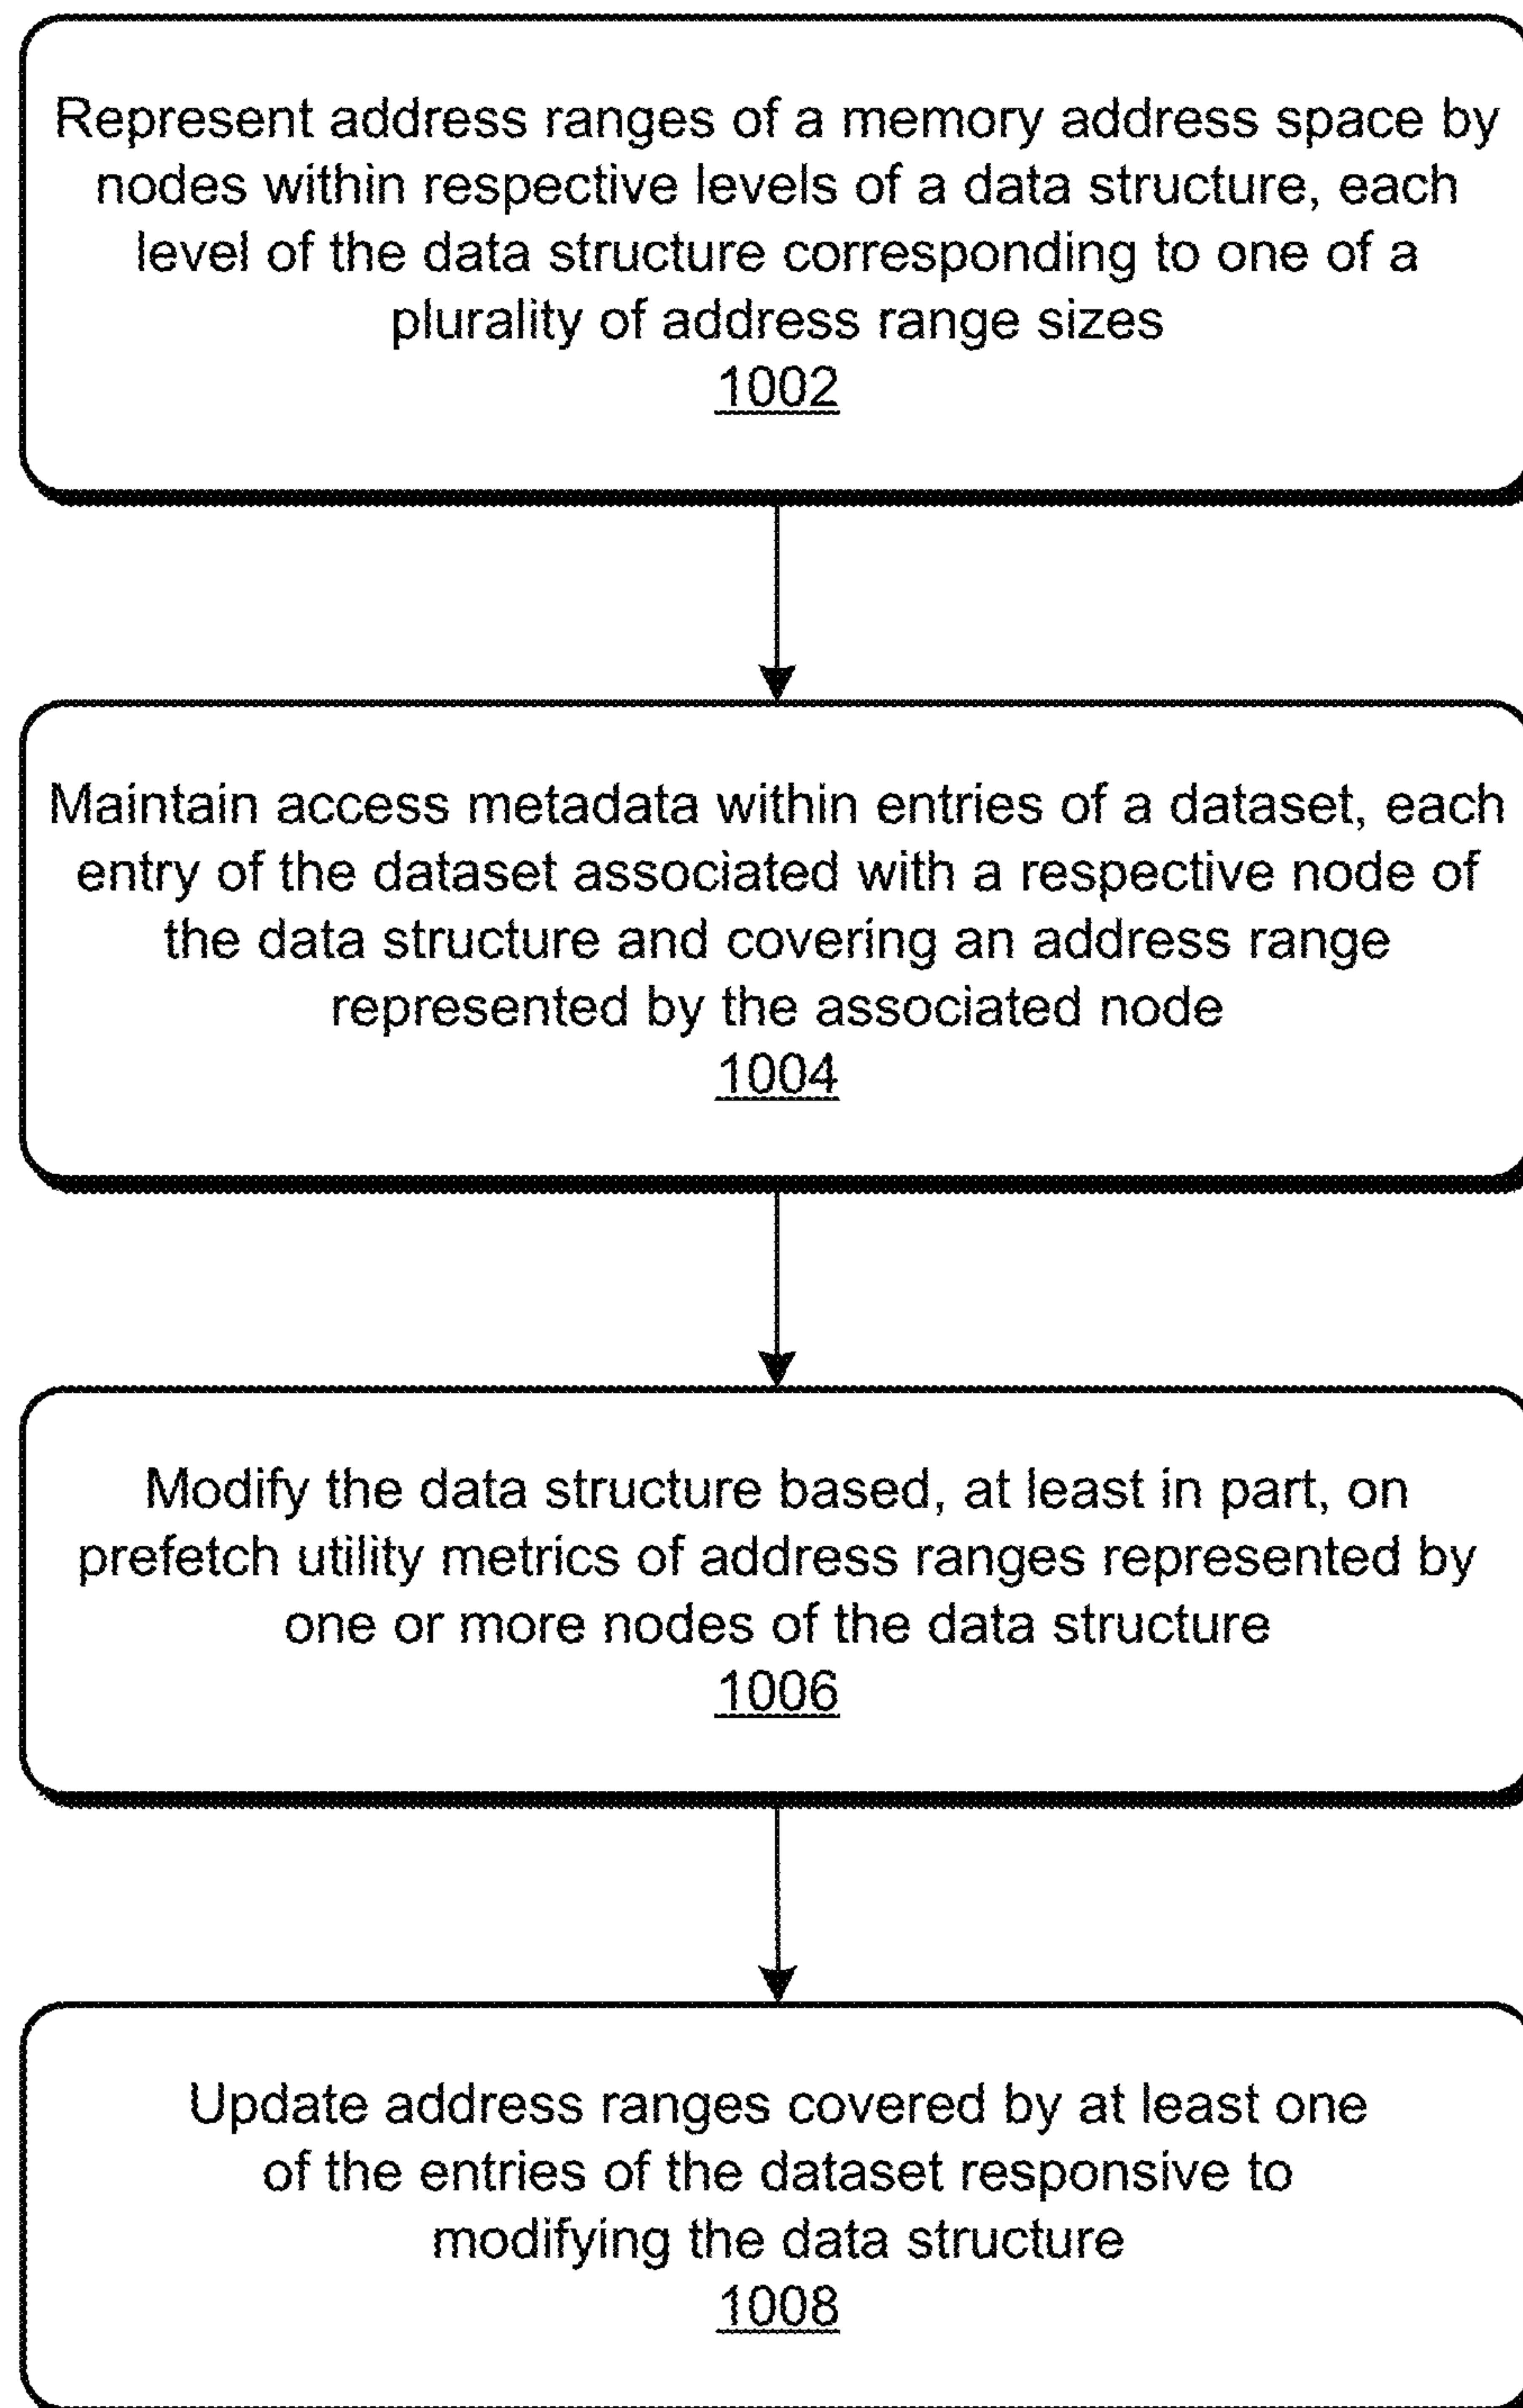 Represent address ranges of a memory address space by
nodes within respective levels of a data structure, each
level of the data structure corresponding to one of a
plurality of address range sizes
1002
Maintain access metadata within entries of a dataset, each
entry of the dataset associated with a respective node of
the data structure and covering an address range
represented by the associated node
1004
Modify the data structure based, at least in part, on
prefetch utility metrics of address ranges represented by
one or more nodes of the data structure
1006
Update address ranges covered by at least one
of the entries of the dataset responsive to
modifying the data structure
1008